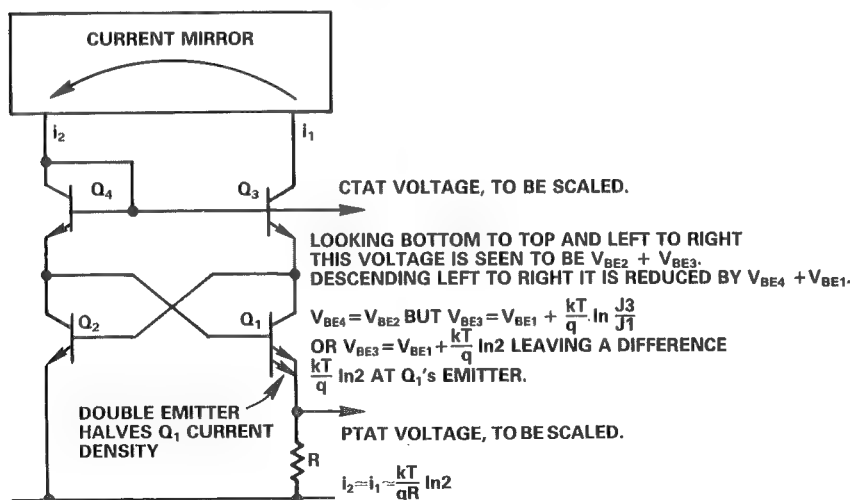 CURRENT MIRROR
i2
i1
Q4
Q3
CTAT VOLTAGE, TO BE SCALED.
LOOKING BOTTOM TO TOP AND LEFT TO RIGHT
THIS VOLTAGE IS SEEN TO BE VBE2 + VBE3.
DESCENDING LEFT TO RIGHT IT IS REDUCED BY VBE4 + VBE1.
Q2
Q1
VBE4 = VBE2 BUT VBE3 = VBE1 + kT/q . ln J3/J1
OR VBE3 = VBE1 + kT/q ln2 LEAVING A DIFFERENCE
kT/q ln2 AT Q1's EMITTER.
DOUBLE EMITTER
HALVES Q1 CURRENT
DENSITY
PTAT VOLTAGE, TO BE SCALED.
R
i2≈i1≈ kT/qR ln2